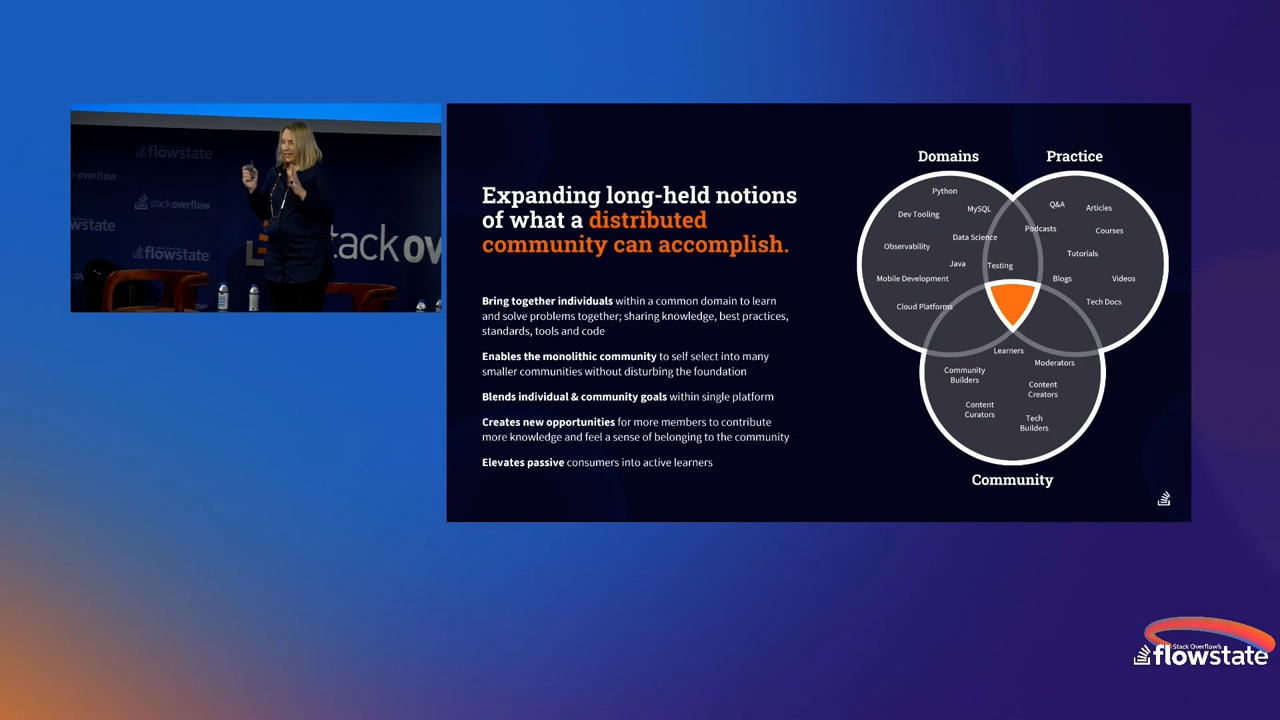 flowstate
overflow
stackoverflow
wstate
flowstate
tack ov
Expanding long-held notions
of what a distributed
community can accomplish.
Bring together individuals within a common domain to learn
and solve problems together; sharing knowledge, best practices,
standards, tools and code
Enables the monolithic community to self select into many
smaller communities without disturbing the foundation
Blends individual & community goals within single platform
Creates new opportunities for more members to contribute
more knowledge and feel a sense of belonging to the community
Elevates passive consumers into active learners
Domains
Practice
Python
MySQL
Dev Tooling
Data Science
Observability
Java
Testing
Mobile Development
Cloud Platforms
Q&A
Articles
Podcasts
Courses
Tutorials
Blogs
Videos
Tech Docs
Learners
Moderators
Community
Builders
Content
Creators
Content
Curators
Tech
Builders
Community
Stack Overflow's
flowstate